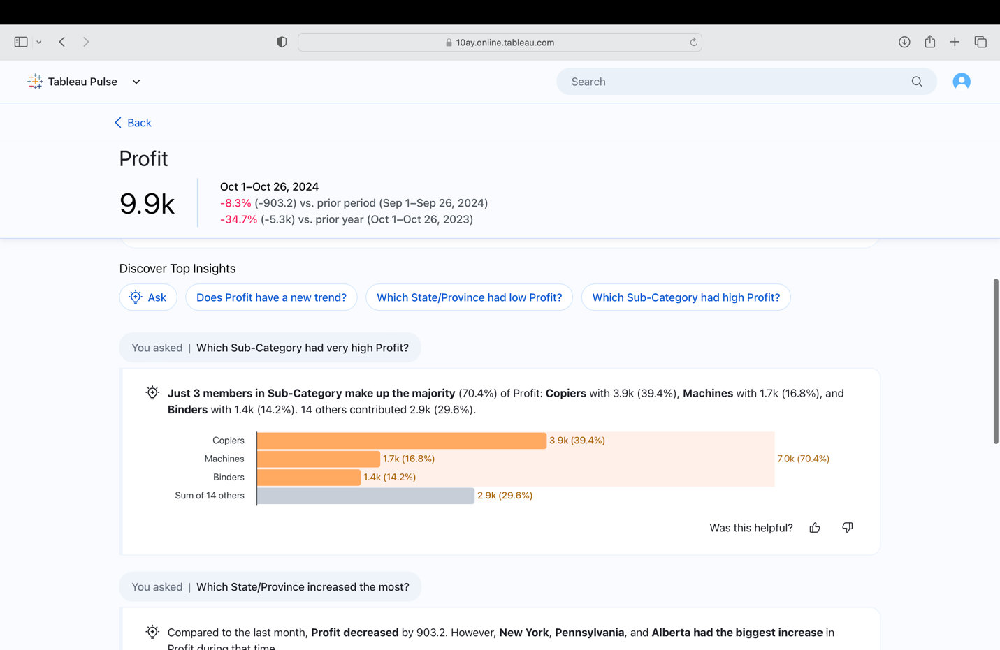 10ay.online.tableau.com
Tableau Pulse
Search
Back
Profit
9.9k
Oct 1–Oct 26, 2024
-8.3% (-903.2) vs. prior period (Sep 1–Sep 26, 2024)
-34.7% (-5.3k) vs. prior year (Oct 1–Oct 26, 2023)
Discover Top Insights
Ask
Does Profit have a new trend?
Which State/Province had low Profit?
Which Sub-Category had high Profit?
You asked | Which Sub-Category had very high Profit?
Just 3 members in Sub-Category make up the majority (70.4%) of Profit: Copiers with 3.9k (39.4%), Machines with 1.7k (16.8%), and
Binders with 1.4k (14.2%). 14 others contributed 2.9k (29.6%).
Copiers 3.9k (39.4%)
Machines 1.7k (16.8%) 7.0k (70.4%)
Binders 1.4k (14.2%)
Sum of 14 others 2.9k (29.6%)
Was this helpful?
You asked | Which State/Province increased the most?
Compared to the last month, Profit decreased by 903.2. However, New York, Pennsylvania, and Alberta had the biggest increase in
Profit during that time.